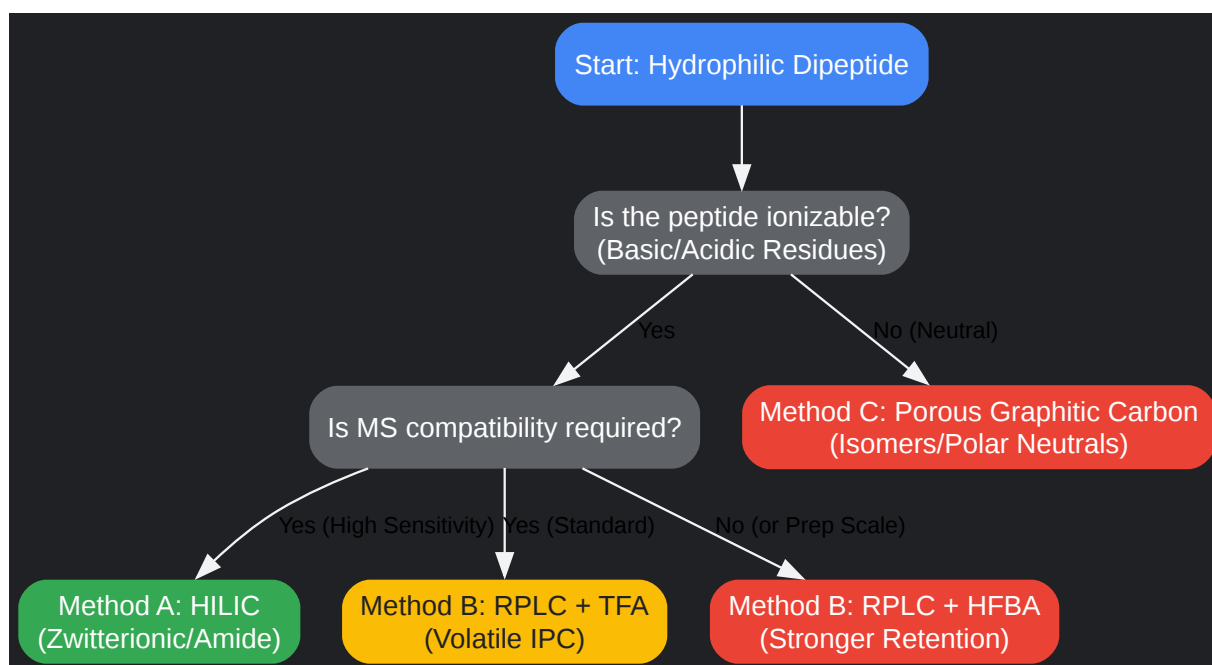 Start: Hydrophilic Dipeptide
Is the peptide ionizable?
(Basic/Acidic Residues)
Yes
No (Neutral)
Is MS compatibility required?
Method C: Porous Graphitic Carbon
(Isomers/Polar Neutrals)
Yes (High Sensitivity)
Yes (Standard)
No (or Prep Scale)
Method A: HILIC
(Zwitterionic/Amide)
Method B: RPLC + TFA
(Volatile IPC)
Method B: RPLC + HFBA
(Stronger Retention)